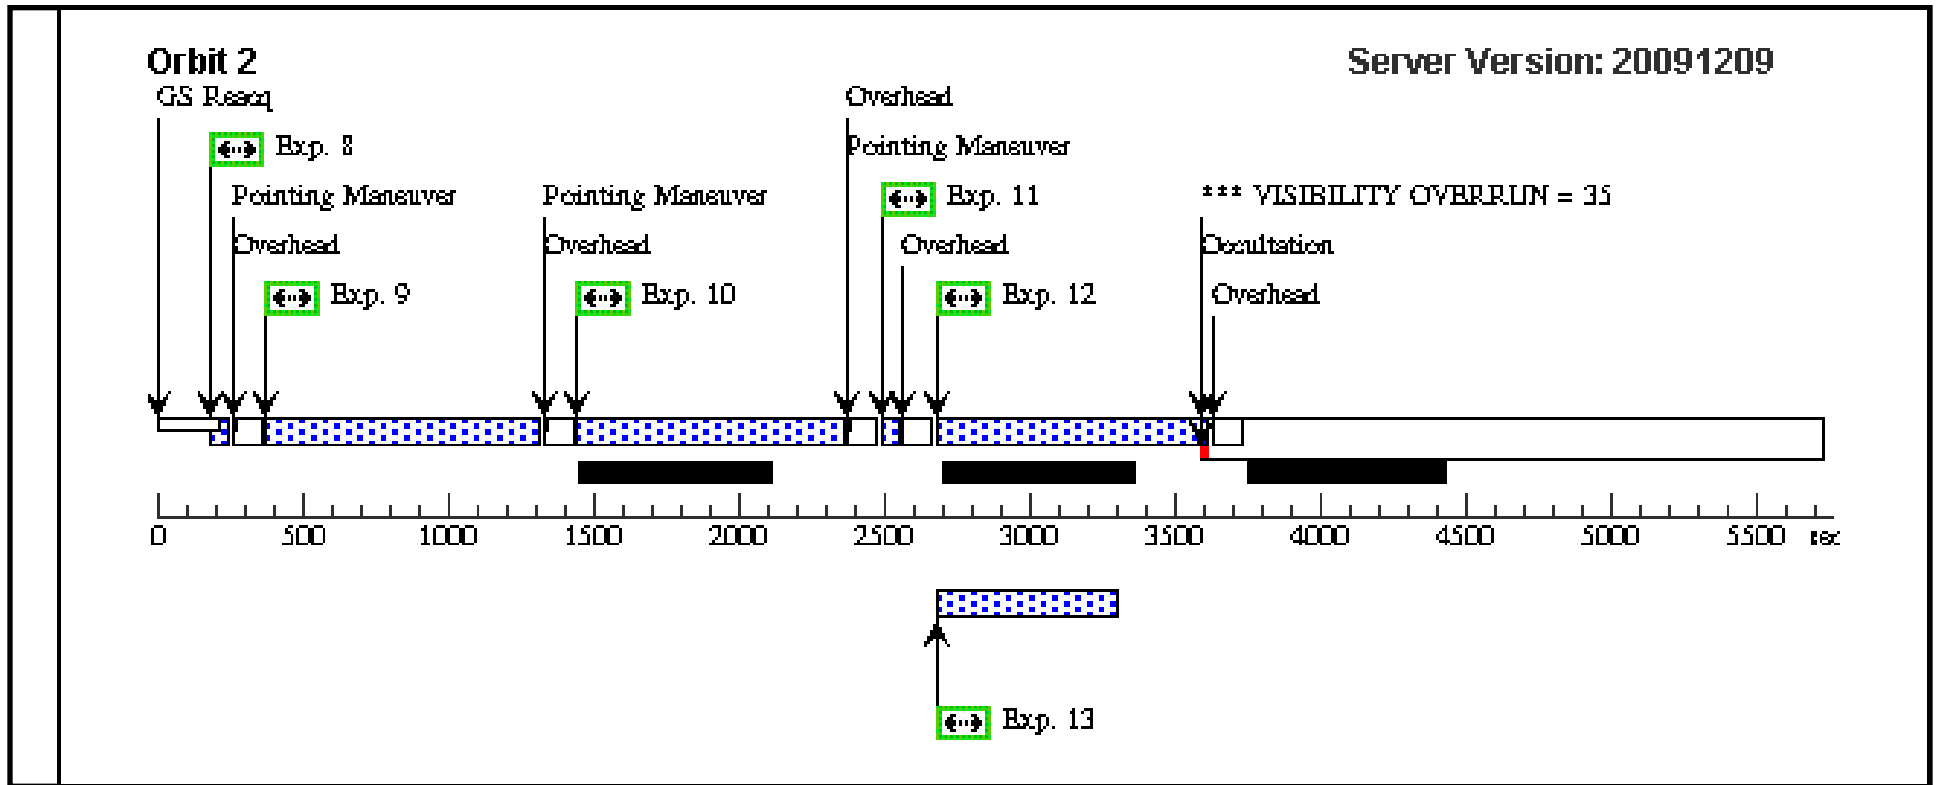 Orbit 2
Server Version: 20091209
GS Reacq
Overhead
Exp. 8
Pointing Maneuver
Pointing Maneuver
Pointing Maneuver
Exp. 11
*** VISIBILITY OVERRUN = 35
Overhead
Overhead
Overhead
Occultation
Exp. 9
Exp. 10
Exp. 12
Overhead
0
500
1000
1500
2000
2500
3000
3500
4000
4500
5000
5500
sec
Exp. 13